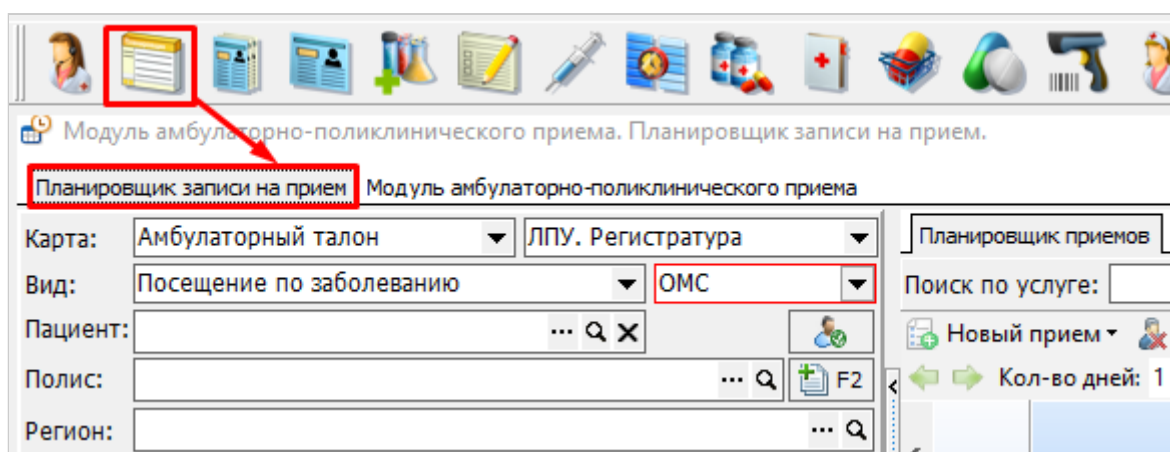 Модуль амбулаторно-поликлинического приема. Планировщик записи на прием.
Планировщик записи на прием Модуль амбулаторно-поликлинического приема
Карта: Амбулаторный талон ЛПУ. Регистратура
Вид: Посещение по заболеванию ОМС
Пациент:
Полис: F2
Регион:
Планировщик приемов
Поиск по услуге:
Новый прием
Кол-во дней: 1